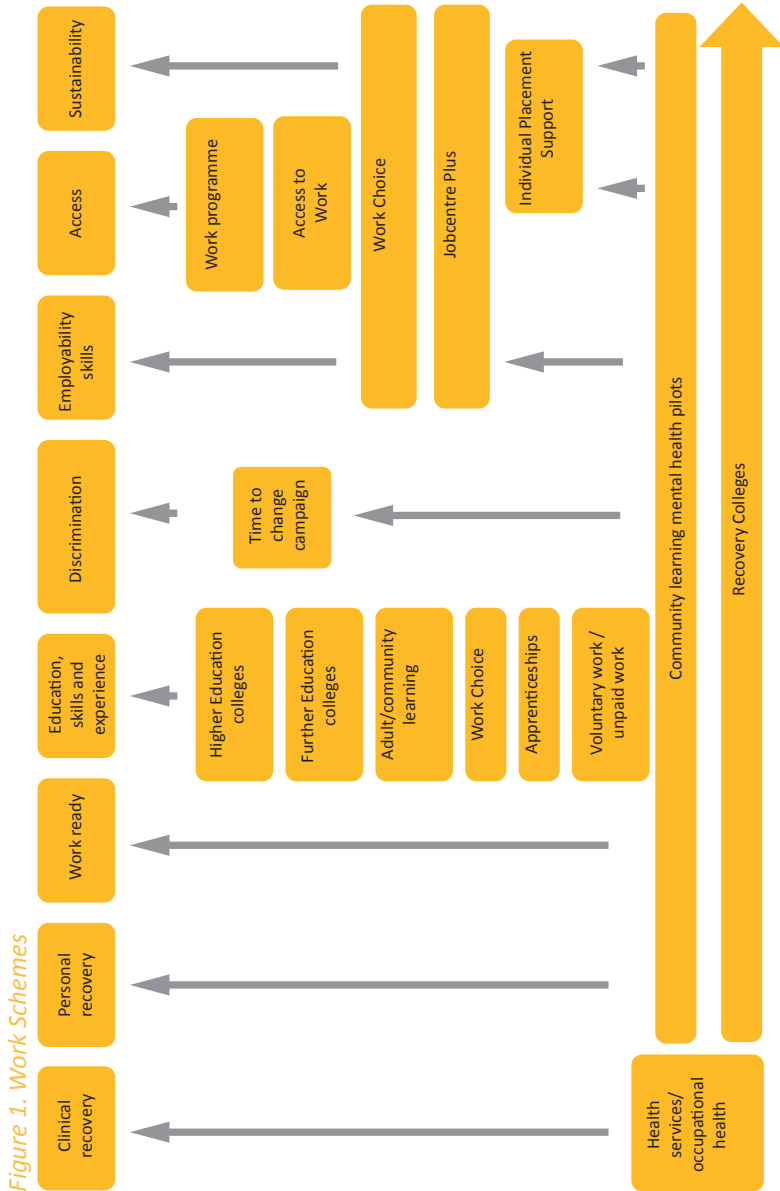 Figure 1. Work Schemes
Clinical
recovery
Personal
recovery
Work ready
Education,
skills and
experience
Discrimination
Employability
skills
Access
Sustainability
Higher Education
colleges
Further Education
colleges
Adult/community
learning
Work Choice
Apprenticeships
Voluntary work /
unpaid work
Time to
change
campaign
Work programme
Access to
Work
Work Choice
Jobcentre Plus
Individual Placement
Support
Health
services/
occupational
health
Community learning mental health pilots
Recovery Colleges